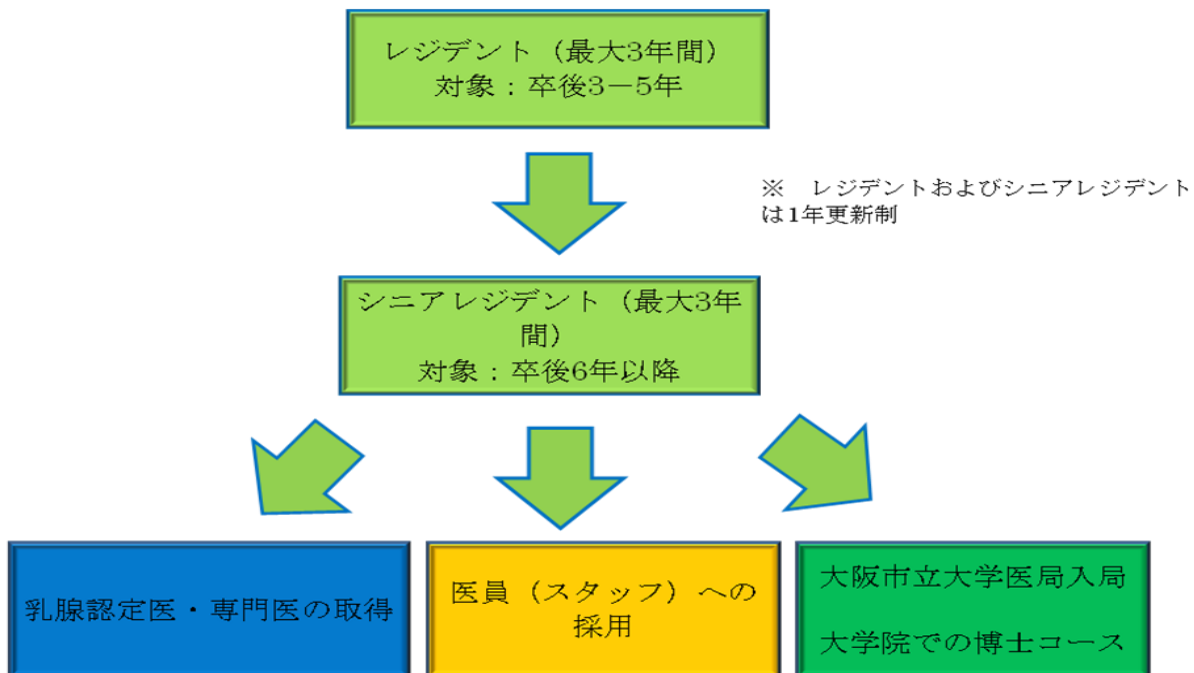 レジデント（最大3年間）
対象：卒後3－5年
※　レジデントおよびシニアレジデント
は1年更新制
シニアレジデント（最大3年
間）
対象：卒後6年以降
乳腺認定医・専門医の取得
医員（スタッフ）への
採用
大阪市立大学医局入局
大学院での博士コース